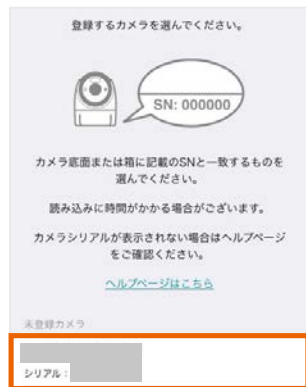 登録するカメラを選んでください。
SN: 000000
カメラ底面または箱に記載のSNと一致するものを
選んでください。
読み込みに時間がかかる場合がございます。
カメラシリアルが表示されない場合はヘルプページ
をご確認ください。
ヘルプページはこちら
未登録カメラ
シリアル：